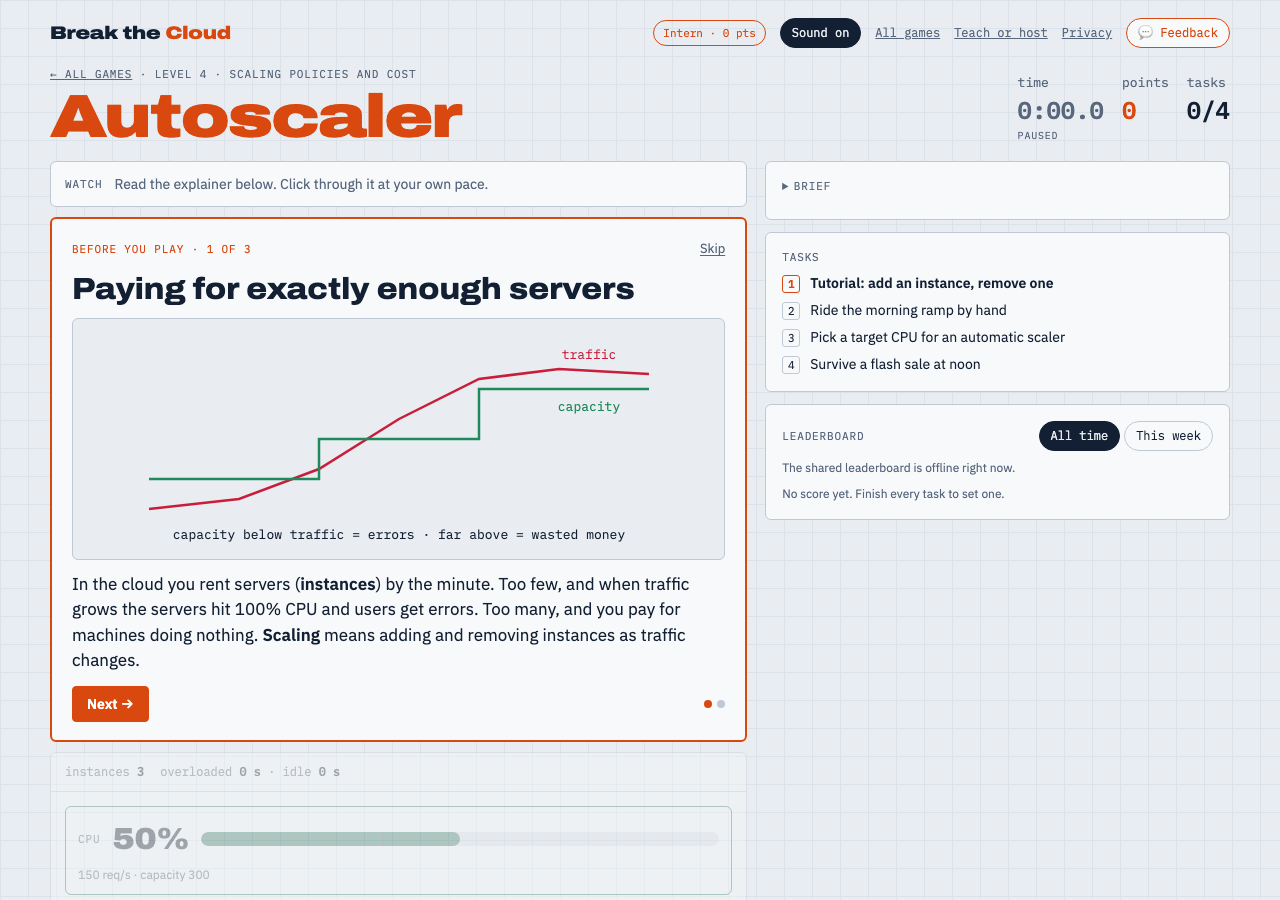 Break the Cloud
Intern · 0 pts
Sound on
All games
Teach or host
Privacy
💬 Feedback
← ALL GAMES · LEVEL 4 · SCALING POLICIES AND COST
Autoscaler
time
0:00.0
PAUSED
points
0
tasks
0/4
WATCH Read the explainer below. Click through it at your own pace.
BEFORE YOU PLAY · 1 OF 3
Skip
Paying for exactly enough servers
traffic
capacity
capacity below traffic = errors · far above = wasted money
In the cloud you rent servers (instances) by the minute. Too few, and when traffic
grows the servers hit 100% CPU and users get errors. Too many, and you pay for
machines doing nothing. Scaling means adding and removing instances as traffic
changes.
Next →
instances 3 overloaded 0 s · idle 0 s
CPU 50%
150 req/s · capacity 300
▶ BRIEF
TASKS
1 Tutorial: add an instance, remove one
2 Ride the morning ramp by hand
3 Pick a target CPU for an automatic scaler
4 Survive a flash sale at noon
LEADERBOARD
All time
This week
The shared leaderboard is offline right now.
No score yet. Finish every task to set one.